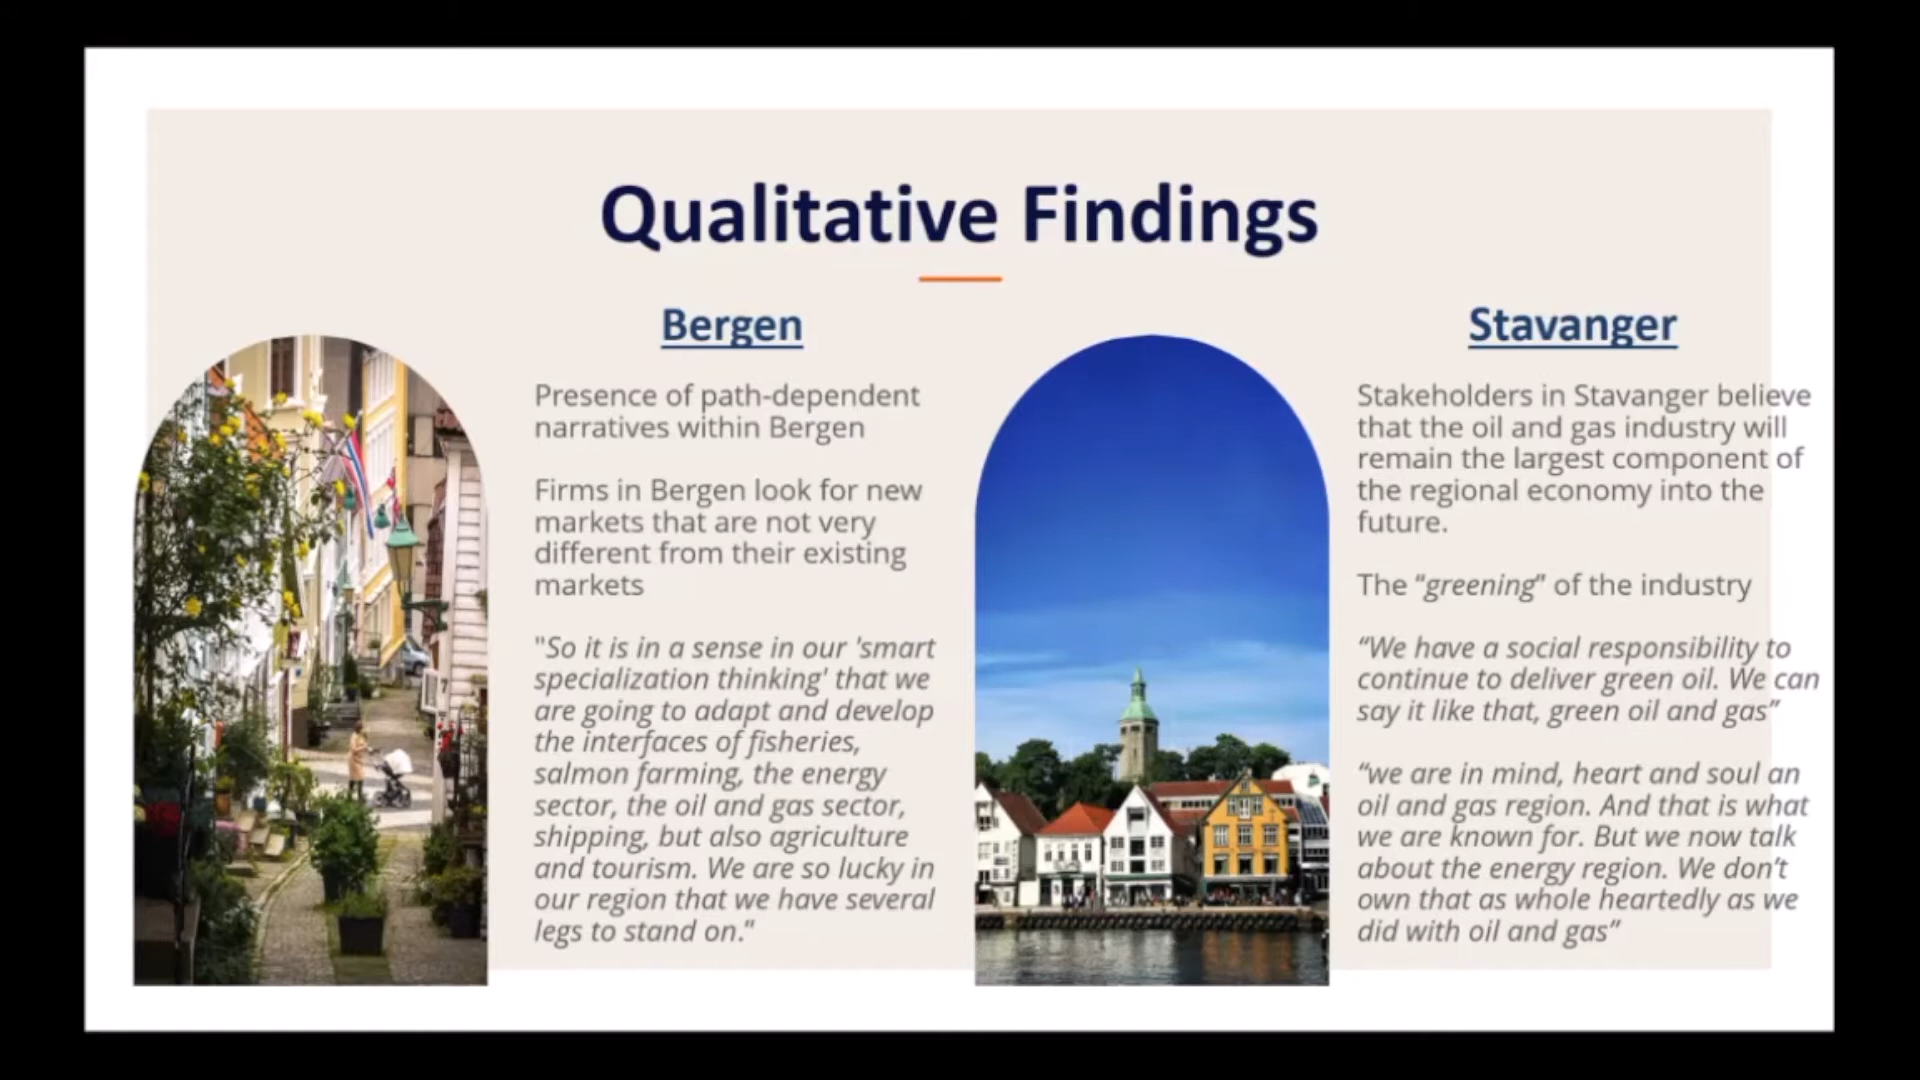 Qualitative Findings
Bergen
Presence of path-dependent
narratives within Bergen
Firms in Bergen look for new
markets that are not very
different from their existing
markets
"So it is in a sense in our 'smart
specialization thinking' that we
are going to adapt and develop
the interfaces of fisheries,
salmon farming, the energy
sector, the oil and gas sector,
shipping, but also agriculture
and tourism. We are so lucky in
our region that we have several
legs to stand on.”
Stavanger
Stakeholders in Stavanger believe
that the oil and gas industry will
remain the largest component of
the regional economy into the
future.
The “greening” of the industry
“We have a social responsibility to
continue to deliver green oil. We can
say it like that, green oil and gas”
“we are in mind, heart and soul an
oil and gas region. And that is what
we are known for. But we now talk
about the energy region. We don’t
own that as whole heartedly as we
did with oil and gas”